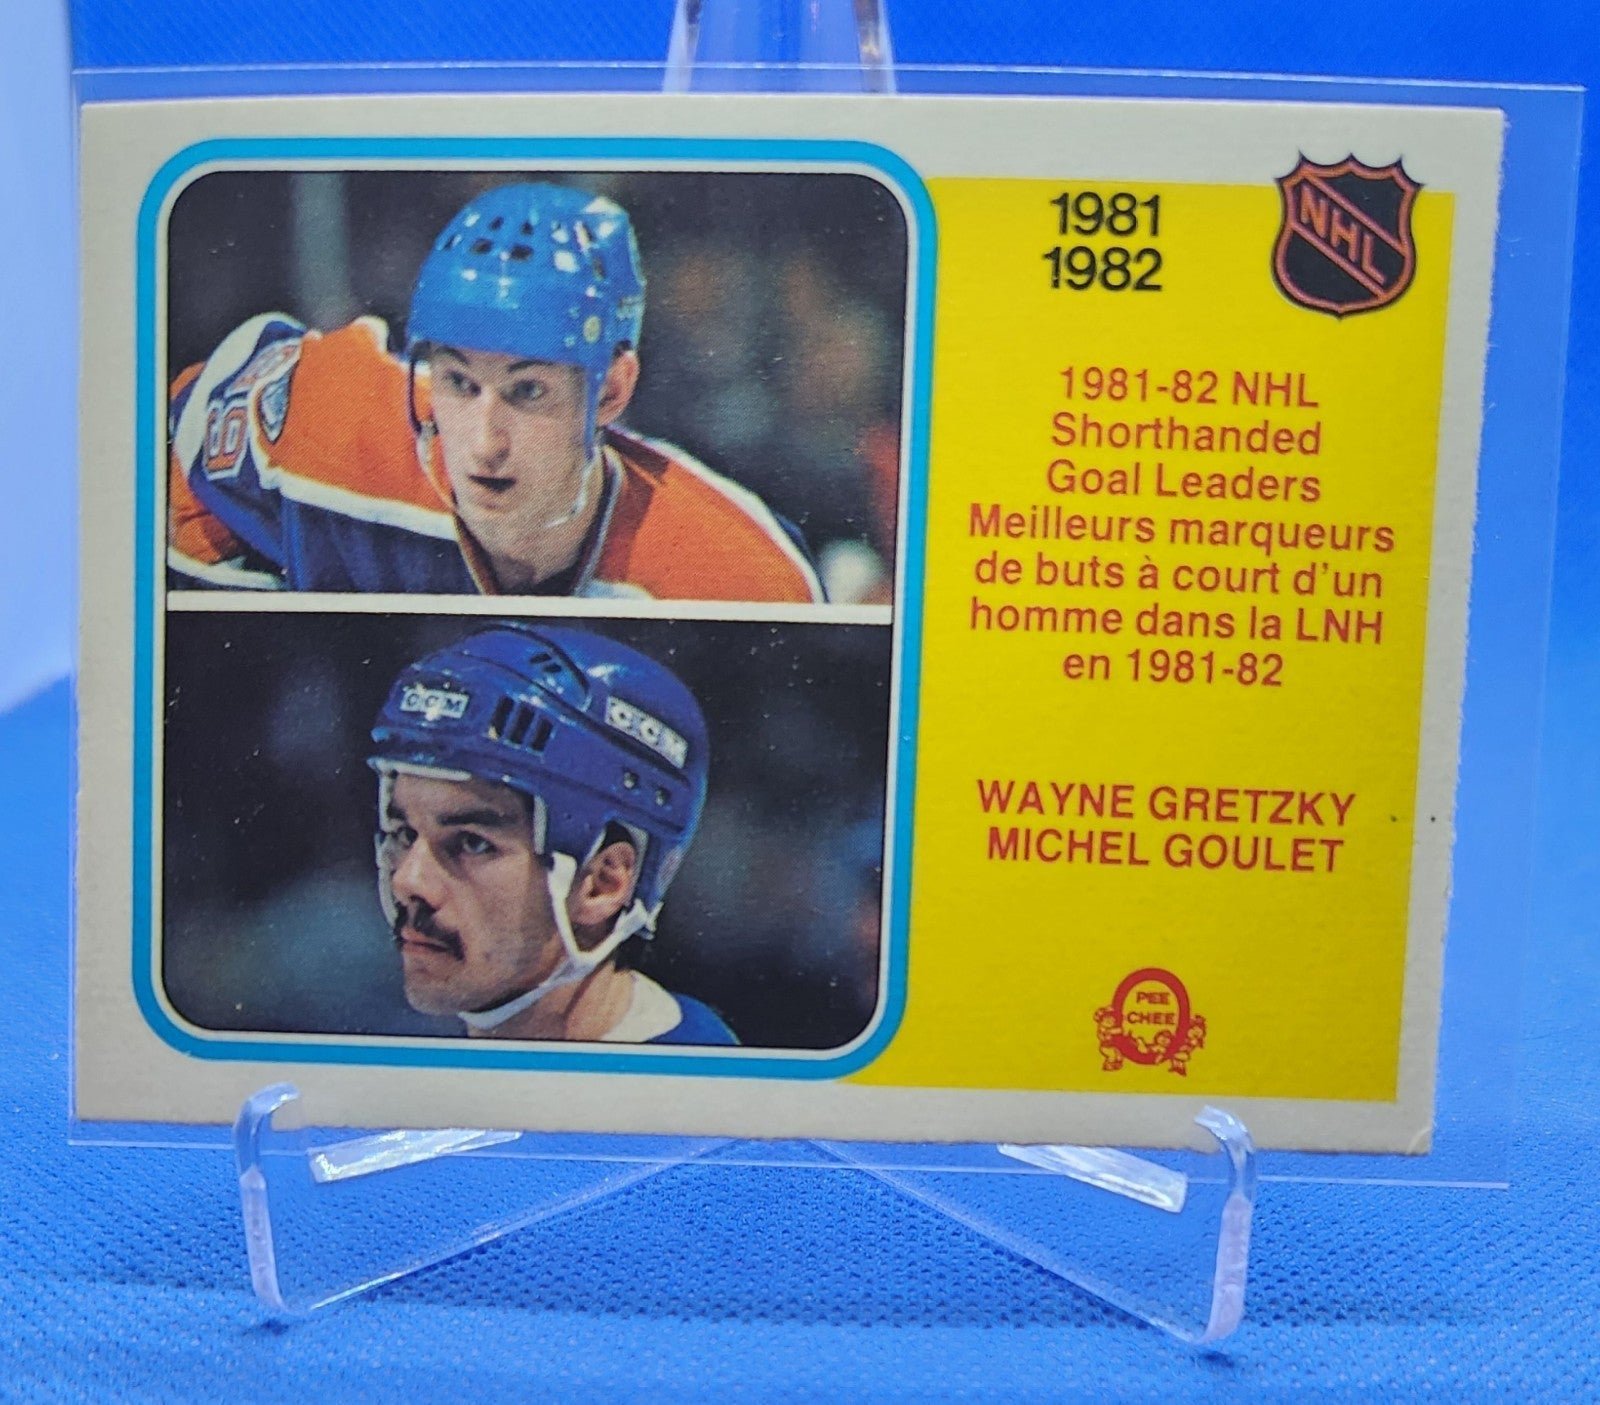 1981
1982
NHL
1981-82 NHL
Shorthanded
Goal Leaders
Meilleurs marqueurs
de buts à court d'un
homme dans la LNH
en 1981-82
WAYNE GRETZKY
MICHEL GOULET
PEE
CHEE
CCM
CCM